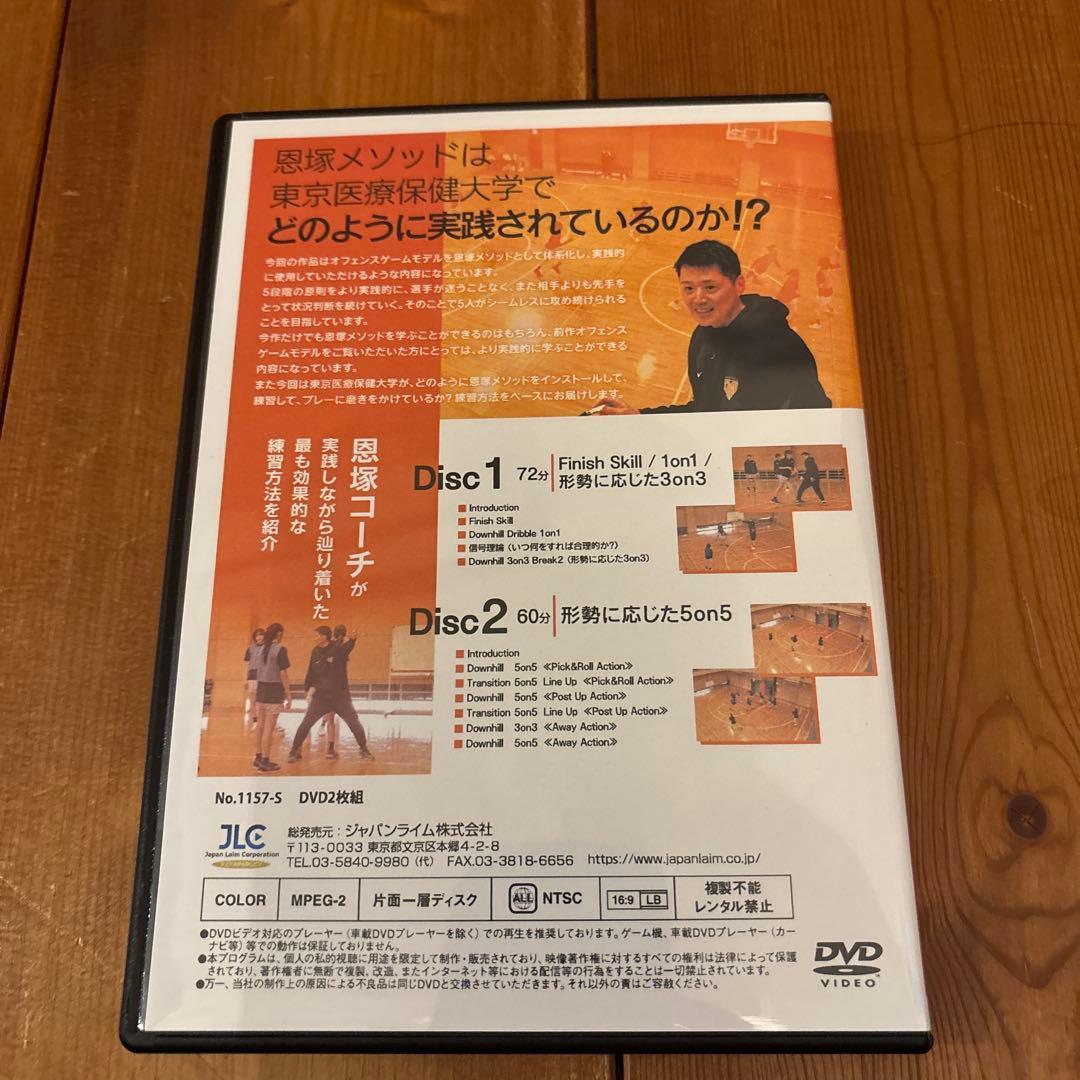 恩塚メソッドは
東京医療保健大学で
どのように実践されているのか!?
今回の作品はオフェンスゲームモデルを恩塚メソッドとして体系化し、実践的
に使用していただけるような内容になっています。
5段階の原則をより実践的に、選手が迷うことなく、また相手よりも先手を
とって状況判断を続けていく。そのことで5人がシームレスに攻め続けられる
ことを目指しています。
今作だけでも恩塚メソッドを学ぶことができるのはもちろん、前作オフェンス
ゲームモデルをご覧いただいた方にとっては、より実践的に学ぶことができる
内容になっています。
また今回は東京医療保健大学が、どのように恩塚メソッドをインストールして、
練習して、プレーに磨きをかけているか?練習方法をベースにお届けします。
恩塚コーチが
実践しながら辿り着いた
最も効果的な
練習方法を紹介
Disc1 72分 Finish Skill / 1on1 /
形勢に応じた3on3
Introduction
Finish Skill
Downhill Dribble 1on1
信号理論(いつ何をすれば合理的か?)
Downhill 3on3 Break2(形勢に応じた3on3)
Disc2 60分 形勢に応じた5on5
Introduction
Downhill 5on5 ≪Pick&Roll Action≫
Transition 5on5 Line Up ≪Pick&Roll Action≫
Downhill 5on5 ≪Post Up Action≫
Transition 5on5 Line Up ≪Post Up Action≫
Downhill 3on3 ≪Away Action≫
Downhill 5on5 ≪Away Action≫
No.1157-S DVD2枚組
JLC
Japan Laim Corporation
総発売元:ジャパンライム株式会社
〒113-0033 東京都文京区本郷4-2-8
TEL.03-5840-9980(代) FAX.03-3818-6656 https://www.japanlaim.co.jp/
COLOR MPEG-2 片面一層ディスク ALL NTSC 16:9 LB 複製不能
レンタル禁止
●DVDビデオ対応のプレーヤー(車載DVDプレーヤーを除く)での再生を推奨しております。ゲーム機、車載DVDプレーヤー(カー
ナビ等)等での動作は保証しておりません。
●本プログラムは、個人の私的視聴に用途を限定して制作・販売されており、映像著作権に対するすべての権利は法律によって保護
されており、著作権者に無断で複製、改造、またインターネット等における配信等の行為をすることは一切禁止されています。
●万一、当社の制作上の原因による不良品は同じDVDと交換させていただきます。それ以外の責はご容赦ください。
DVD
VIDEO